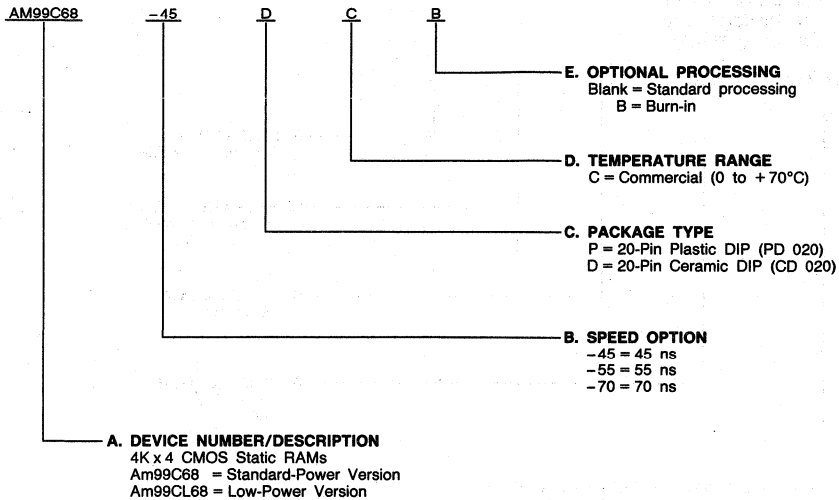 AM99C68 -45 D C B
E. OPTIONAL PROCESSING
Blank = Standard processing
B = Burn-in
D. TEMPERATURE RANGE
C = Commercial (0 to +70°C)
C. PACKAGE TYPE
P = 20-Pin Plastic DIP (PD 020)
D = 20-Pin Ceramic DIP (CD 020)
B. SPEED OPTION
-45 = 45 ns
-55 = 55 ns
-70 = 70 ns
A. DEVICE NUMBER/DESCRIPTION
4K x 4 CMOS Static RAMs
Am99C68 = Standard-Power Version
Am99CL68 = Low-Power Version